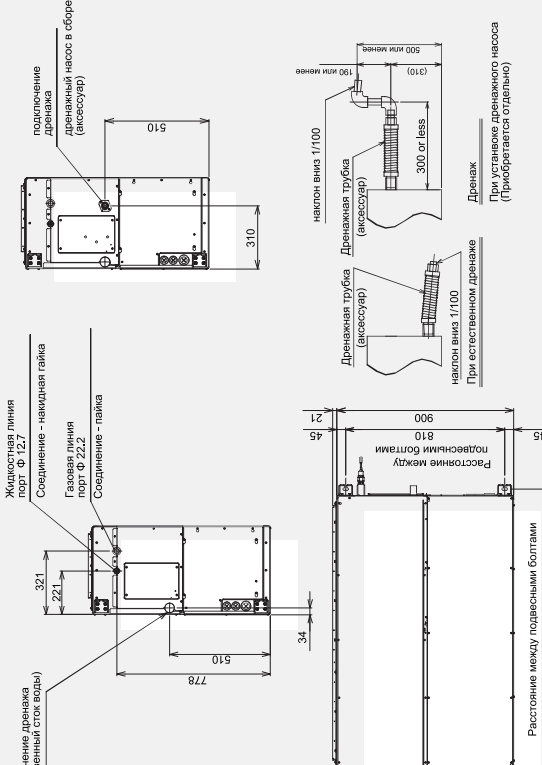 подключение
дренажа
дренажный насос в сборе
(аксессуар)
510
310
500 или менее
190 или менее
(310)
наклон вниз 1/100
Дренажная трубка
(аксессуар)
300 or less
Дренаж
При установке дренажного насоса
(Приобретается отдельно)
Дренажная трубка
(аксессуар)
наклон вниз 1/100
При естественном дренаже
Жидкостная линия
порт Ф 12.7
Соединение - накидная гайка
Газовая линия
порт Ф 22.2
Соединение - пайка
321
221
34
510
778
ение дренажа
венный сток воды)
21
45
900
810
Расстояние между
подвесными болтами
Расстояние между подвесными болтами